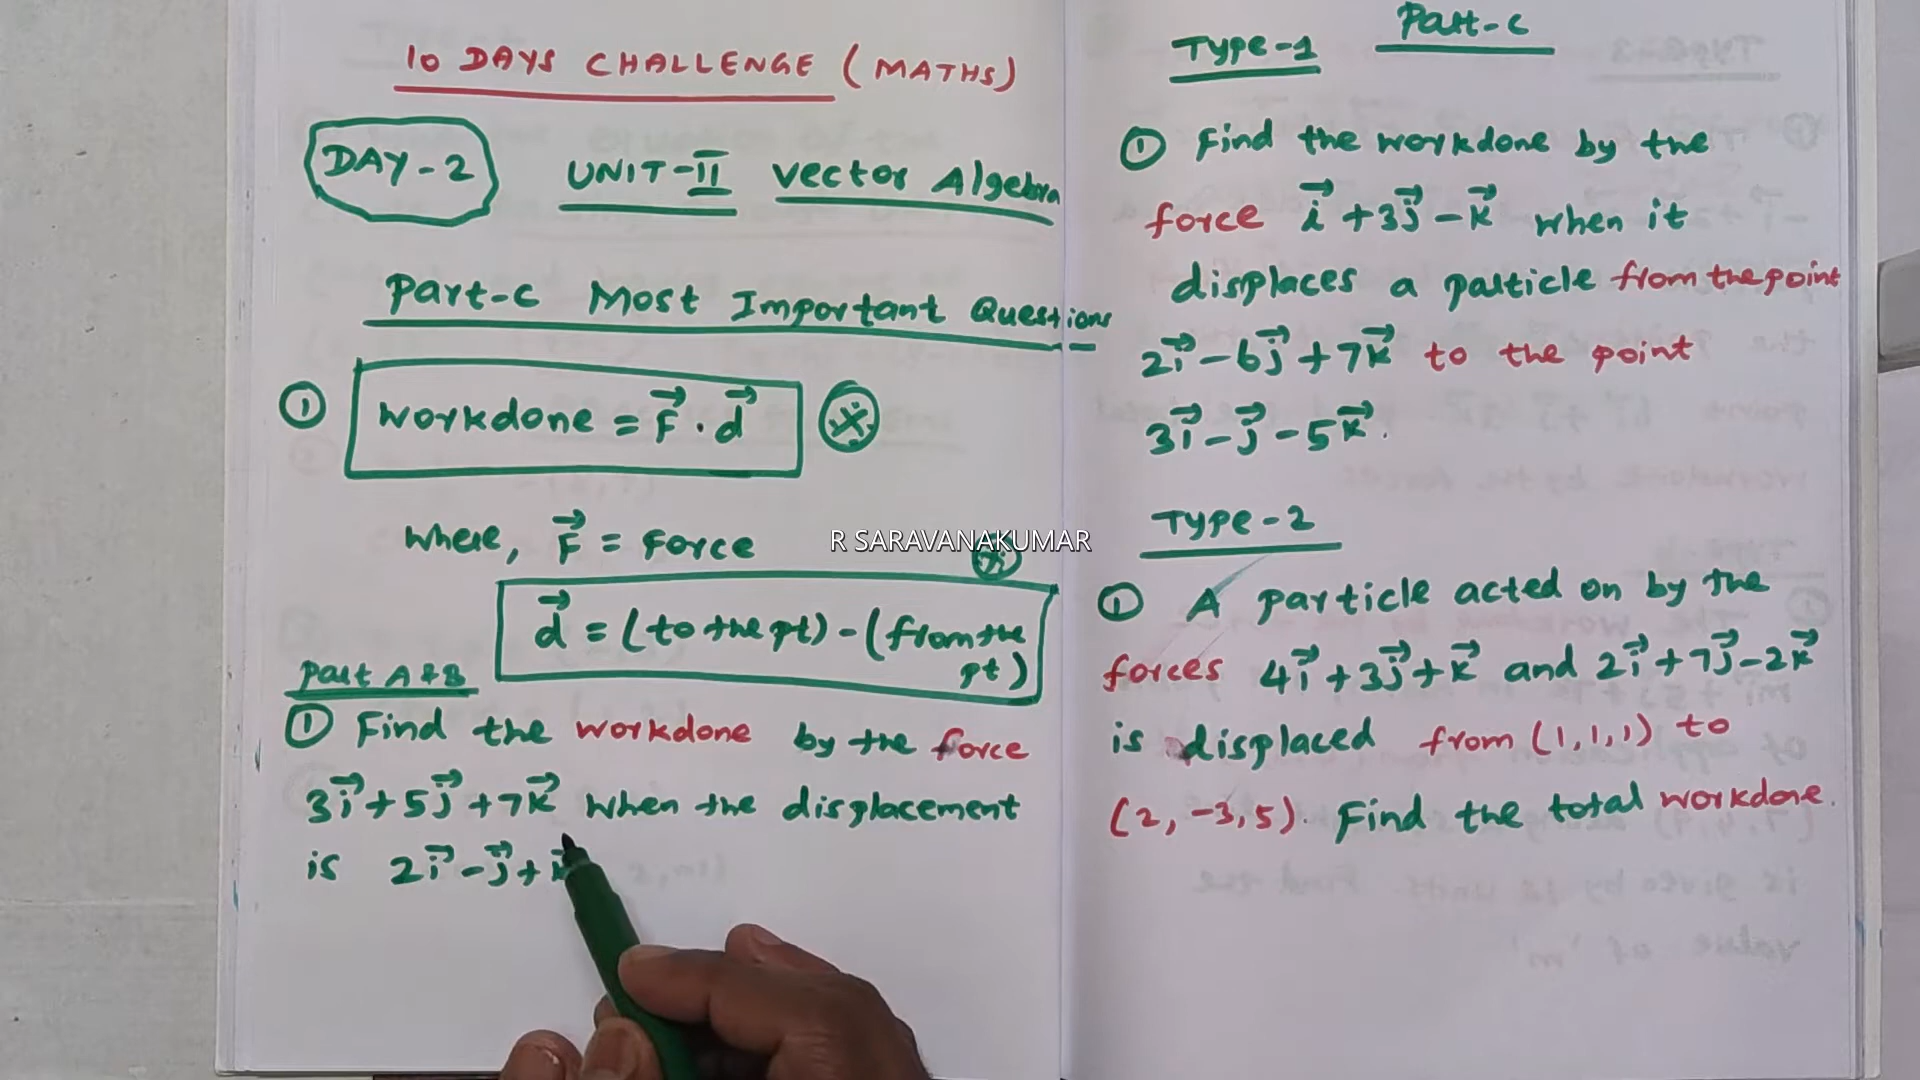 10 DAYS CHALLENGE (MATHS)
DAY-2
UNIT-II Vector Algebra
Part-C Most Important Questions
① Workdone = F⃗ . d⃗
where, F⃗ = Force
d⃗ = (to the pt) - (from the
pt)
Part A & B
① Find the workdone by the force
3i⃗ + 5j⃗ + 7k⃗ when the displacement
is 2i⃗ - j⃗ + k⃗
R SARAVANAKUMAR
Part-C
Type-1
① Find the workdone by the
force i⃗ + 3j⃗ - k⃗ when it
displaces a particle from the point
2i⃗ - 6j⃗ + 7k⃗ to the point
3i⃗ - j⃗ - 5k⃗.
Type-2
① A particle acted on by the
forces 4i⃗ + 3j⃗ + k⃗ and 2i⃗ + 7j⃗ - 2k⃗
is displaced from (1,1,1) to
(2,-3,5). Find the total workdone.